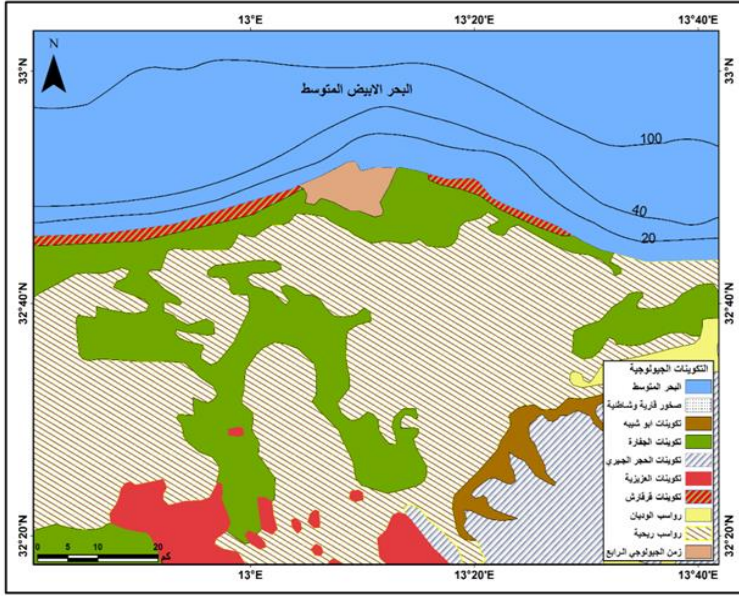 13°0'E
13°20'E
13°40'E
N
33°N
33°N
البحر الابيض المتوسط
100
40
20
32°40'N
32°40'N
التكوينات الجيولوجية
البحر المتوسط
صخور قارية وشاطئية
تكوينات ابو شيبه
تكوينات الجفارة
تكوينات الحجر الجيري
تكوينات العزيزية
تكوينات قرقارش
رواسب الوديان
رواسب ريحية
زمن الجيولوجي الرابع
32°20'N
32°20'N
0 5 10 20
كم
13°0'E
13°20'E
13°40'E